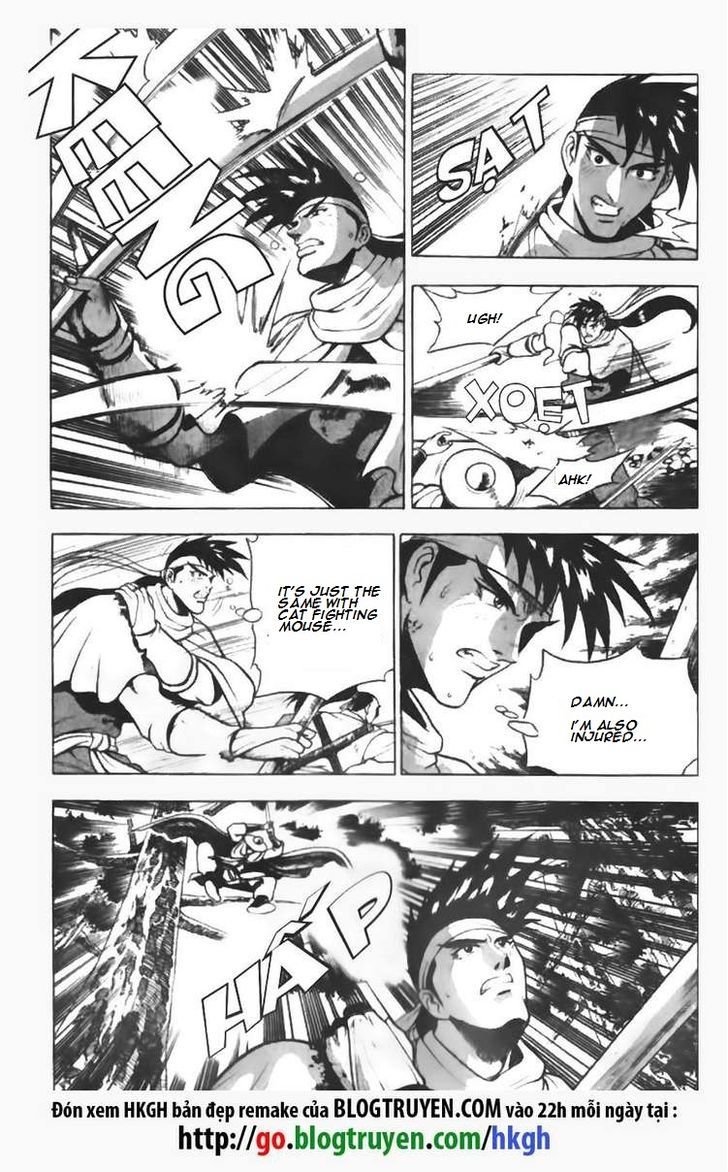 KEENG
SẠT
UGH!
XOẸT
AHK!
IT'S JUST THE
SAME WITH
CAT FIGHTING
MOUSE...
DAMN...
I'M ALSO
INJURED...
HẤP
Đón xem HKGH bản đẹp remake của BLOGTRUYEN.COM vào 22h mỗi ngày tại :
http://go.blogtruyen.com/hkgh